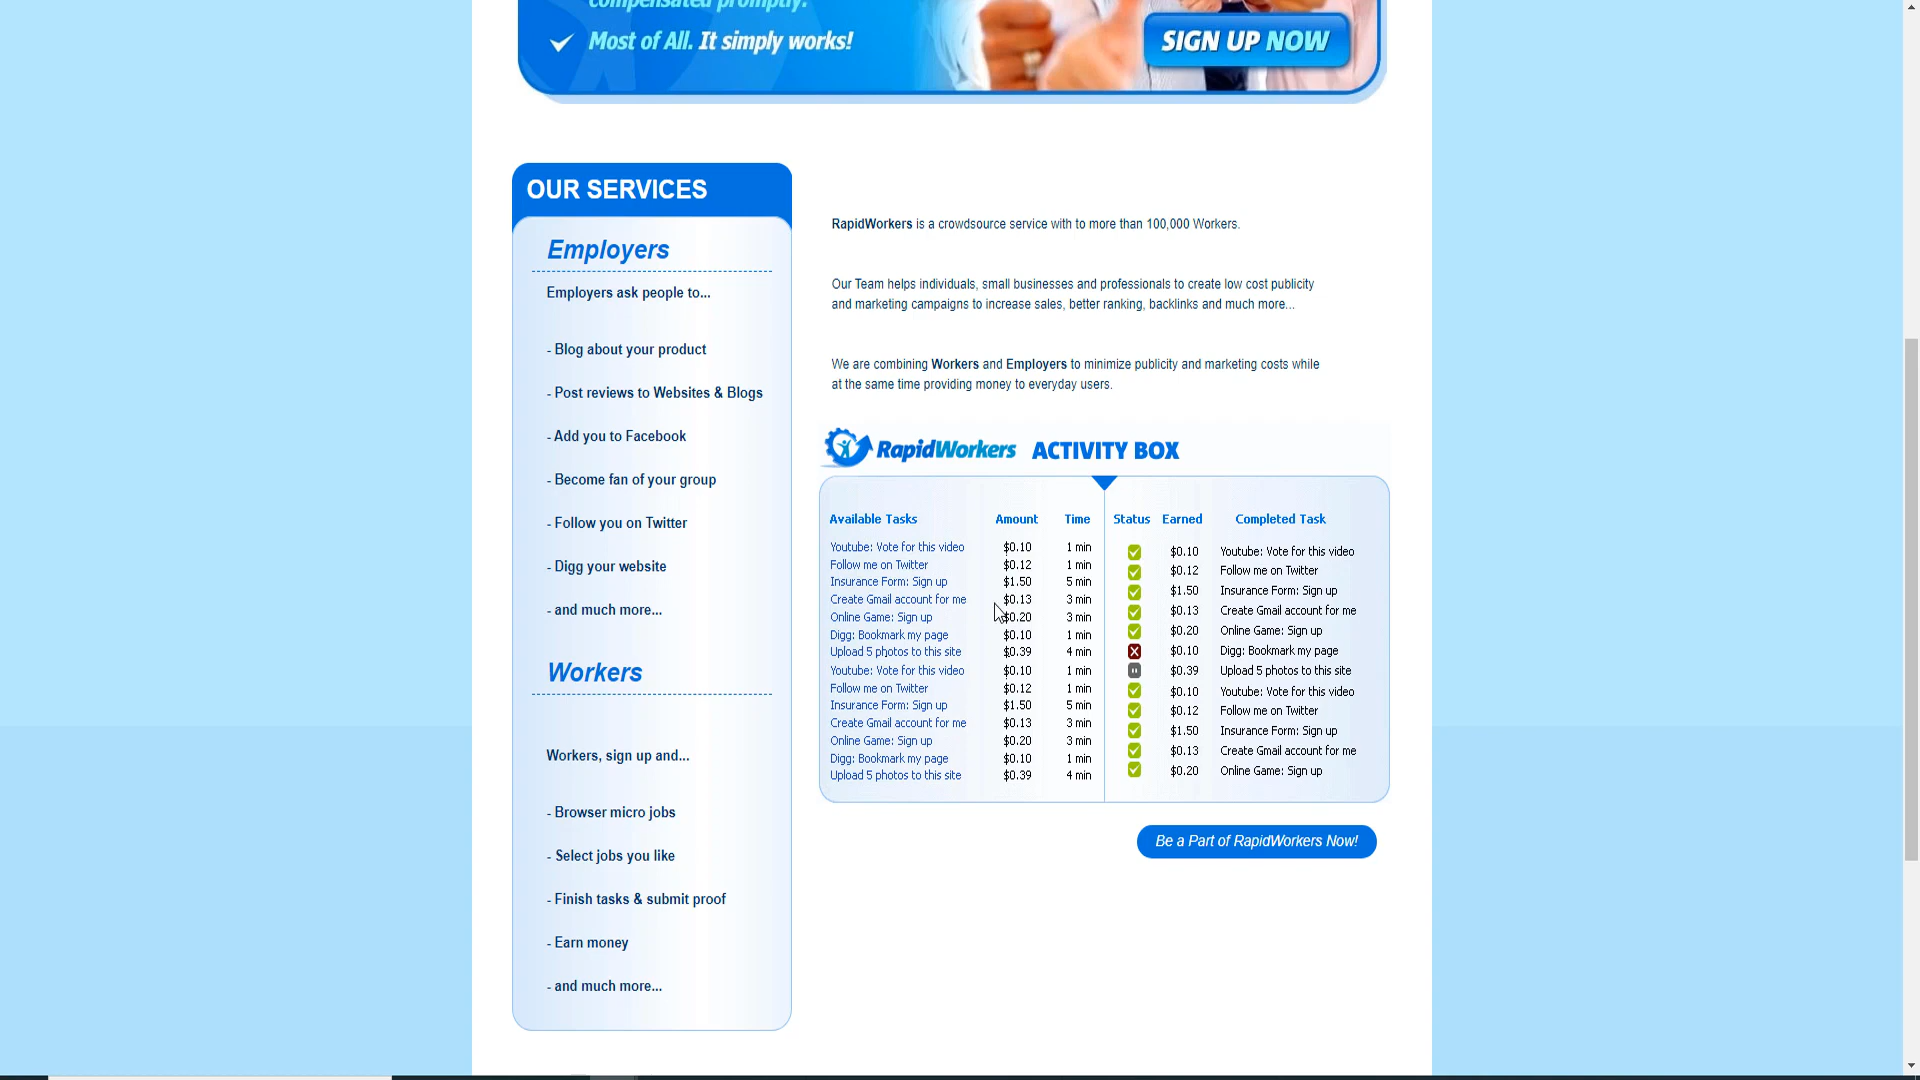 compensated promptly.
Most of All. It simply works!
SIGN UP NOW
OUR SERVICES
Employers
Employers ask people to...
- Blog about your product
- Post reviews to Websites & Blogs
- Add you to Facebook
- Become fan of your group
- Follow you on Twitter
- Digg your website
- and much more...
Workers
Workers, sign up and...
- Browser micro jobs
- Select jobs you like
- Finish tasks & submit proof
- Earn money
- and much more...
RapidWorkers is a crowdsource service with to more than 100,000 Workers.
Our Team helps individuals, small businesses and professionals to create low cost publicity
and marketing campaigns to increase sales, better ranking, backlinks and much more...
We are combining Workers and Employers to minimize publicity and marketing costs while
at the same time providing money to everyday users.
RapidWorkers ACTIVITY BOX
Available Tasks Amount Time
Youtube: Vote for this video $0.10 1 min
Follow me on Twitter $0.12 1 min
Insurance Form: Sign up $1.50 5 min
Create Gmail account for me $0.13 3 min
Online Game: Sign up $0.20 3 min
Digg: Bookmark my page $0.10 1 min
Upload 5 photos to this site $0.39 4 min
Youtube: Vote for this video $0.10 1 min
Follow me on Twitter $0.12 1 min
Insurance Form: Sign up $1.50 5 min
Create Gmail account for me $0.13 3 min
Online Game: Sign up $0.20 3 min
Digg: Bookmark my page $0.10 1 min
Upload 5 photos to this site $0.39 4 min
Status Earned Completed Task
$0.10 Youtube: Vote for this video
$0.12 Follow me on Twitter
$1.50 Insurance Form: Sign up
$0.13 Create Gmail account for me
$0.20 Online Game: Sign up
$0.10 Digg: Bookmark my page
$0.39 Upload 5 photos to this site
$0.10 Youtube: Vote for this video
$0.12 Follow me on Twitter
$1.50 Insurance Form: Sign up
$0.13 Create Gmail account for me
$0.20 Online Game: Sign up
Be a Part of RapidWorkers Now!